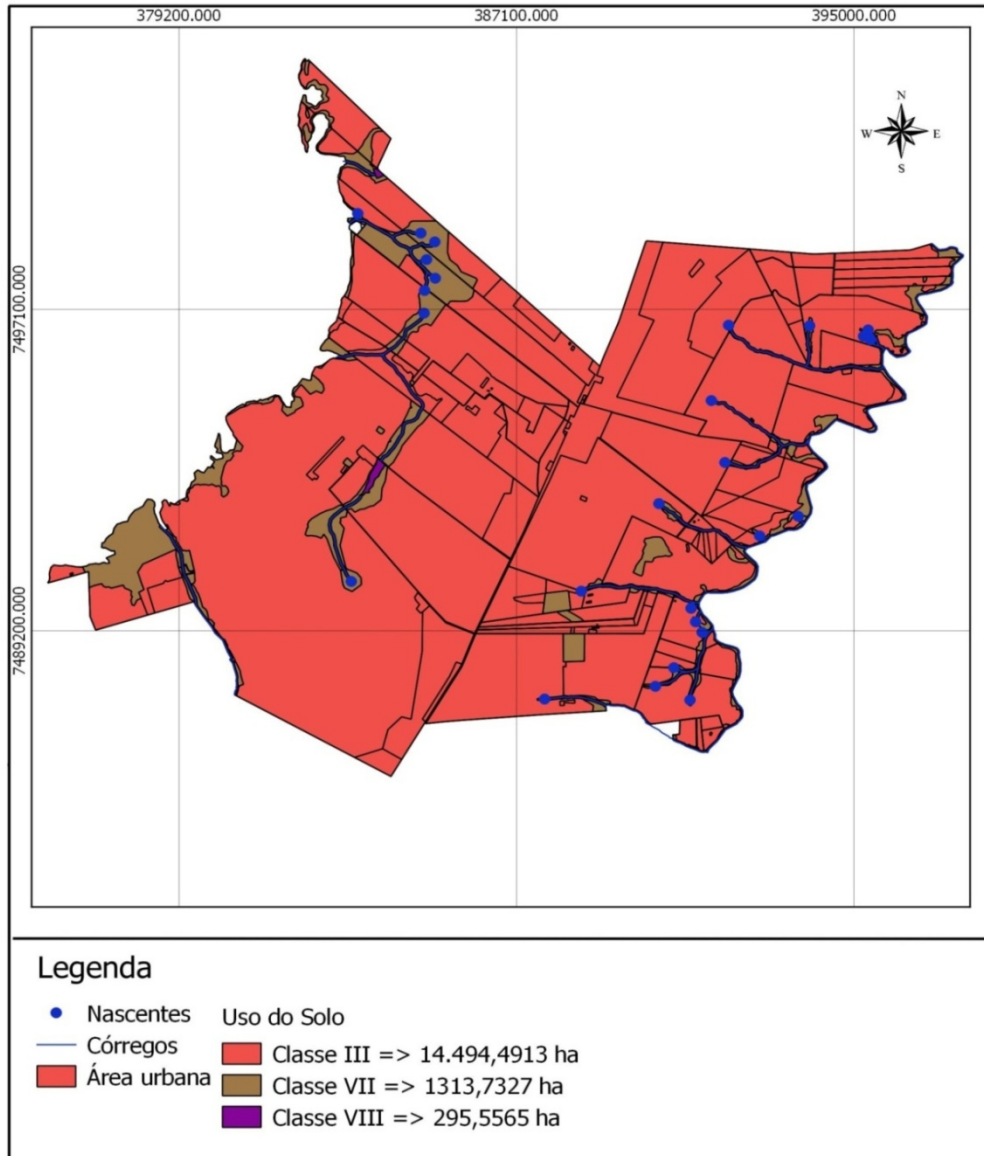 379200.000 387100.000 395000.000
N
W E
S
7497100.000
7489200.000
Legenda
Nascentes
Córregos
Área urbana
Uso do Solo
Classe III => 14.494,4913 ha
Classe VII => 1313,7327 ha
Classe VIII => 295,5565 ha